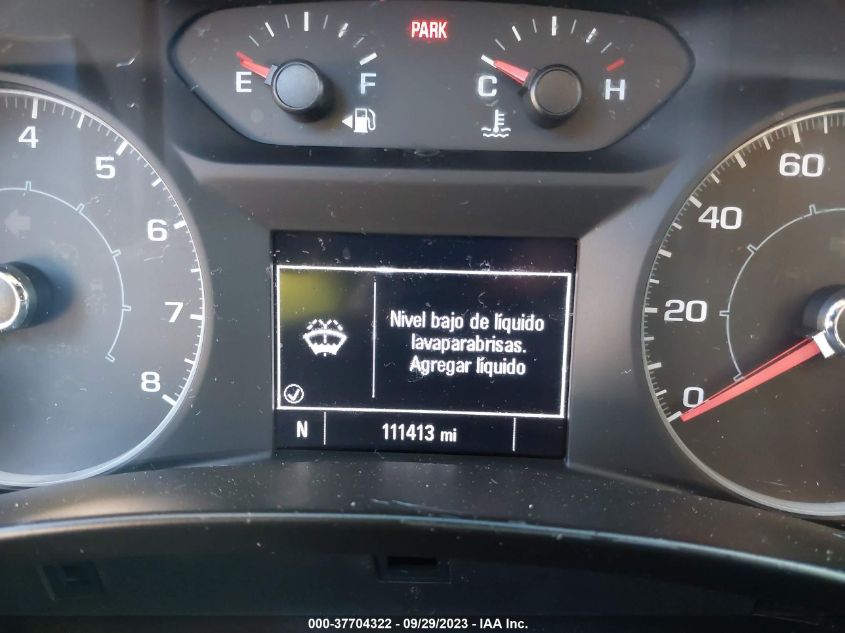 PARK
E
F
C
H
4
5
6
7
8
60
40
20
0
Nivel bajo de líquido
lavaparabrisas.
Agregar líquido
N
111413 mi
000-37704322 - 09/29/2023 - IAA Inc.